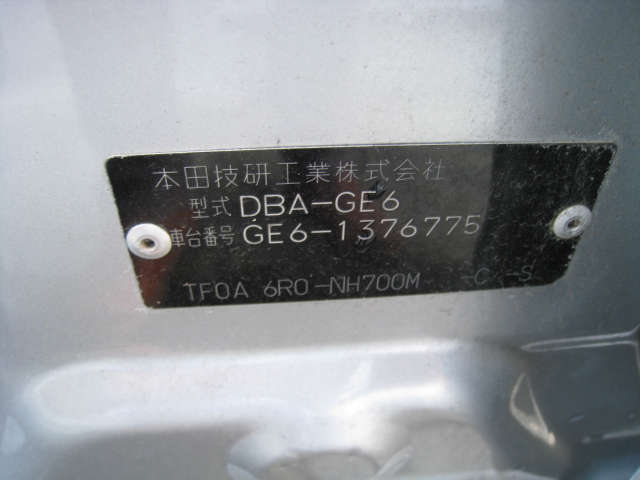 本田技研工業株式会社
型式 DBA-GE6
車台番号 GE6-1376775
TF0A 6R0-NH700M -C -S